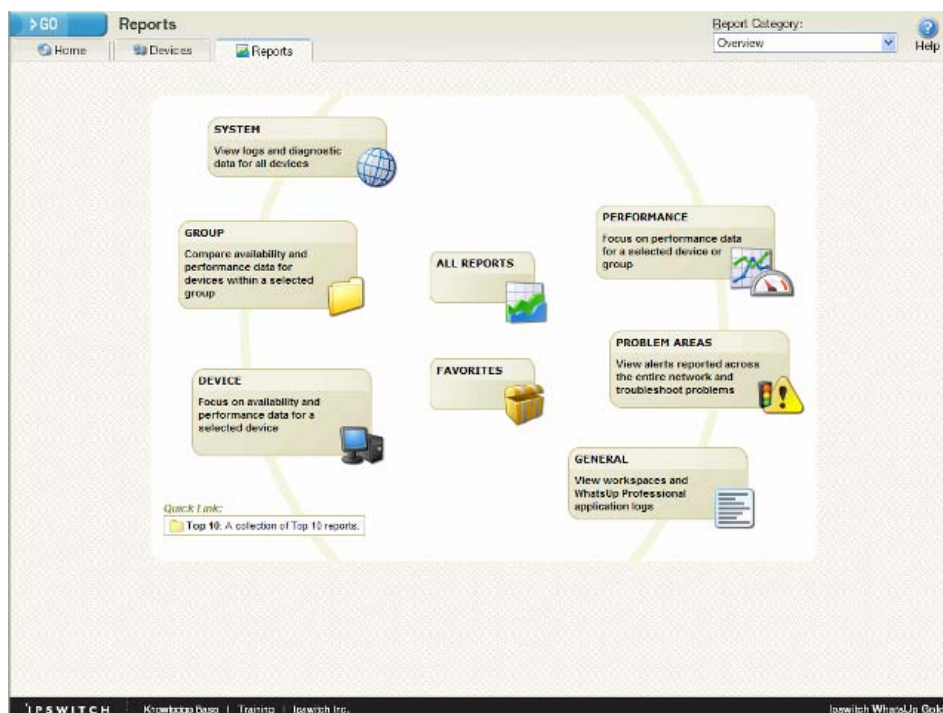 GO
Reports
Report Category:
Overview
Help
Home
Devices
Reports
SYSTEM
View logs and diagnostic
data for all devices
GROUP
Compare availability and
performance data for
devices within a selected
group
DEVICE
Focus on availability and
performance data for a
selected device
ALL REPORTS
FAVORITES
PERFORMANCE
Focus on performance data
for a selected device or
group
PROBLEM AREAS
View alerts reported across
the entire network and
troubleshoot problems
GENERAL
View workspaces and
WhatsUp Professional
application logs
Quick Link:
Top 10: A collection of Top 10 reports.
IPSWITCH
Knowledge Base | Training | Ipswitch Inc.
Ipswitch WhatsUp Gold